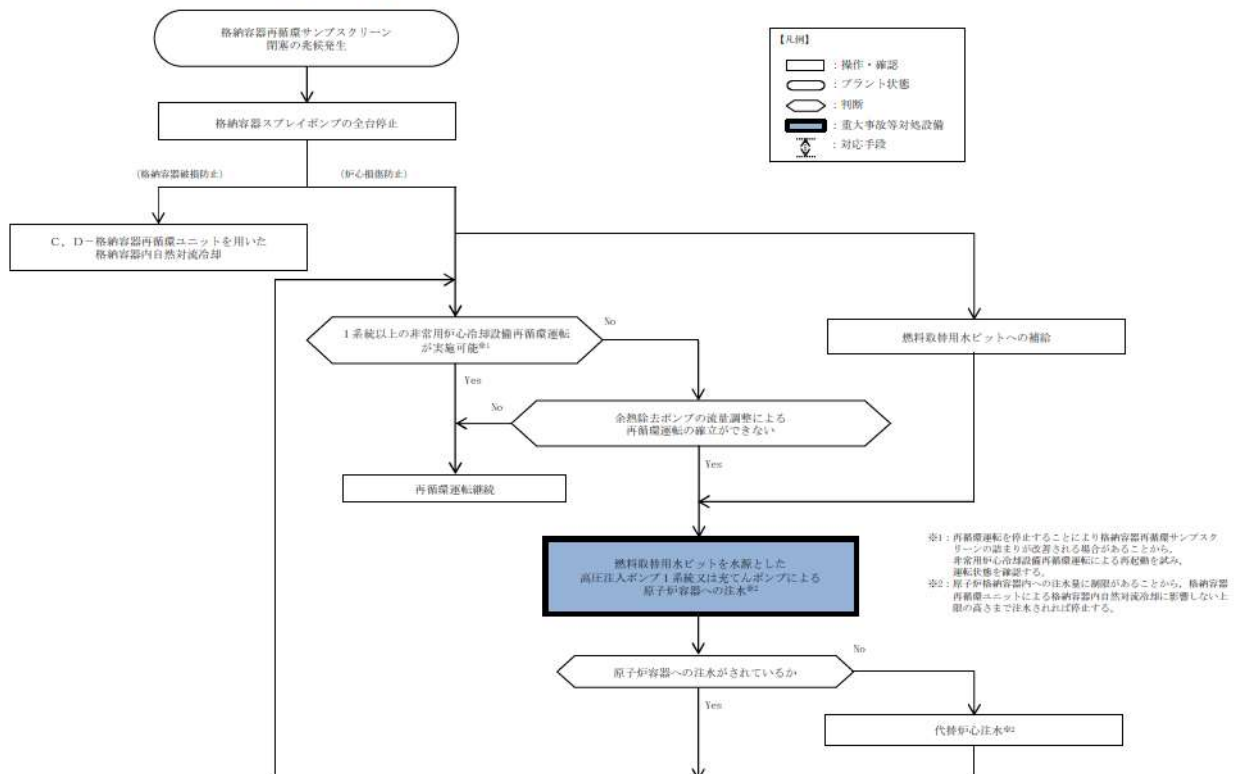 格納容器再循環サンプスクリーン
閉塞の兆候発生
【凡例】
：操作・確認
：プラント状態
：判断
：重大事故等対処設備
：対応手段
格納容器スプレイポンプの全台停止
(格納容器破損防止)
(炉心損傷防止)
C，D－格納容器再循環ユニットを用いた
格納容器内自然対流冷却
1系統以上の非常用炉心冷却設備再循環運転
が実施可能※1
No
Yes
燃料取替用水ピットへの補給
余熱除去ポンプの流量調整による
再循環運転の確立ができない
No
Yes
再循環運転継続
燃料取替用水ピットを水源とした
高圧注入ポンプ1系統又は充てんポンプによる
原子炉容器への注水※2
※1：再循環運転を停止することにより格納容器再循環サンプスク
リーンの詰まりが改善される場合があることから，
非常用炉心冷却設備再循環運転による再起動を試み，
運転状態を確認する。
※2：原子炉格納容器内への注水量に制限があることから，格納容器
再循環ユニットによる格納容器内自然対流冷却に影響しない上
限の高さまで注水されれば停止する。
原子炉容器への注水がされているか
No
Yes
代替炉心注水※2